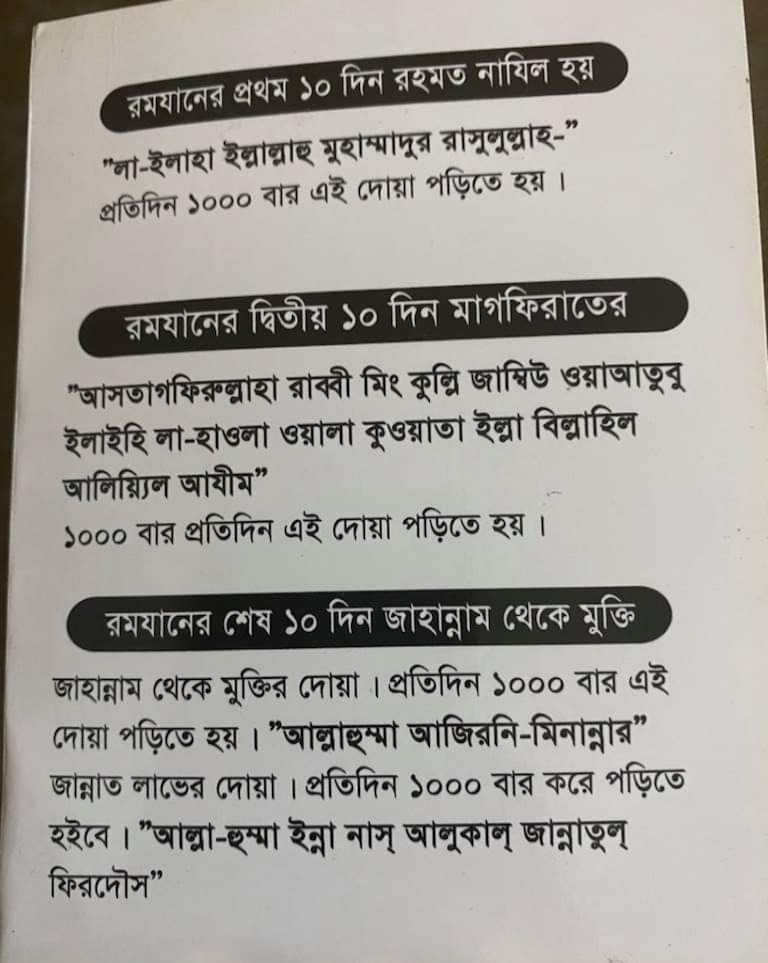 রমযানের প্রথম ১০ দিন রহমত নাযিল হয়
"লা-ইলাহা ইল্লাল্লাহু মুহাম্মাদুর রাসুলুল্লাহ-"
প্রতিদিন ১০০০ বার এই দোয়া পড়িতে হয়।
রমযানের দ্বিতীয় ১০ দিন মাগফিরাতের
"আসতাগফিরুল্লাহা রাব্বী মিং কুল্লি জাম্বিউ ওয়াআতুবু
ইলাইহি লা-হাওলা ওয়ালা কুওয়াতা ইল্লা বিল্লাহিল
আলিয়্যিল আযীম"
১০০০ বার প্রতিদিন এই দোয়া পড়িতে হয়।
রমযানের শেষ ১০ দিন জাহান্নাম থেকে মুক্তি
জাহান্নাম থেকে মুক্তির দোয়া। প্রতিদিন ১০০০ বার এই
দোয়া পড়িতে হয়। "আল্লাহুম্মা আজিরনি-মিনান্নার"
জান্নাত লাভের দোয়া। প্রতিদিন ১০০০ বার করে পড়িতে
হইবে। "আল্লা-হুম্মা ইন্না নাস্ আলুকাল্ জান্নাতুল্
ফিরদৌস"